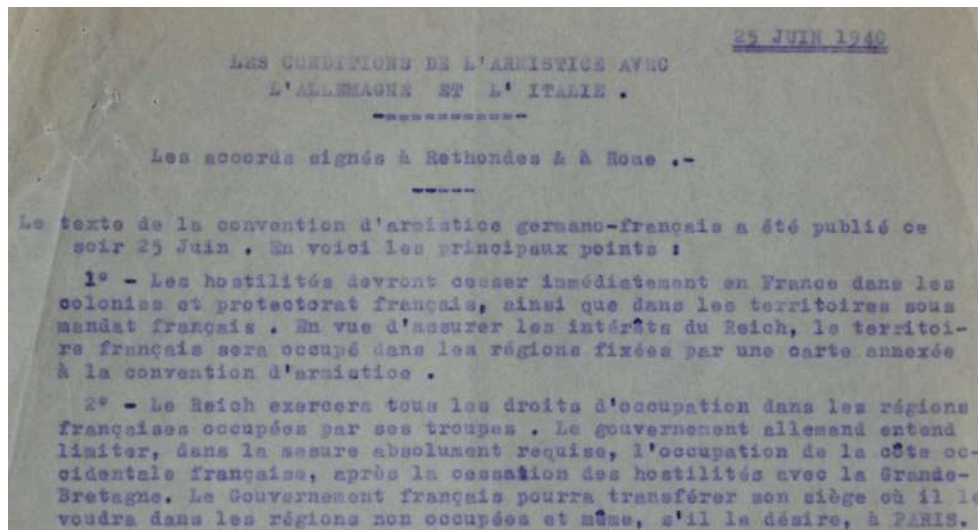 25 JUIN 1940
LES CONDITIONS DE L'ARMISTICE AVEC
L'ALLEMAGNE ET L' ITALIE .
Les accords signés à Rethondes & à Rome .-
Le texte de la convention d'armistice germano-français a été publié ce
soir 25 Juin . En voici les principaux points :
1° - Les hostilités devront cesser immédiatement en France dans les
colonies et protectorat français, ainsi que dans les territoires sous
mandat français . En vue d'assurer les intérêts du Reich, le territoi-
re français sera occupé dans les régions fixées par une carte annexée
à la convention d'armistice .
2° - Le Reich exercera tous les droits d'occupation dans les régions
françaises occupées par ses troupes . Le gouvernement allemand entend
limiter, dans la mesure absolument requise, l'occupation de la côte oc-
cidentale française, après la cessation des hostilités avec la Grande-
Bretagne. Le Gouvernement français pourra transférer son siège où il le
voudra dans les régions non occupées et même, s'il le désire, à PARIS.